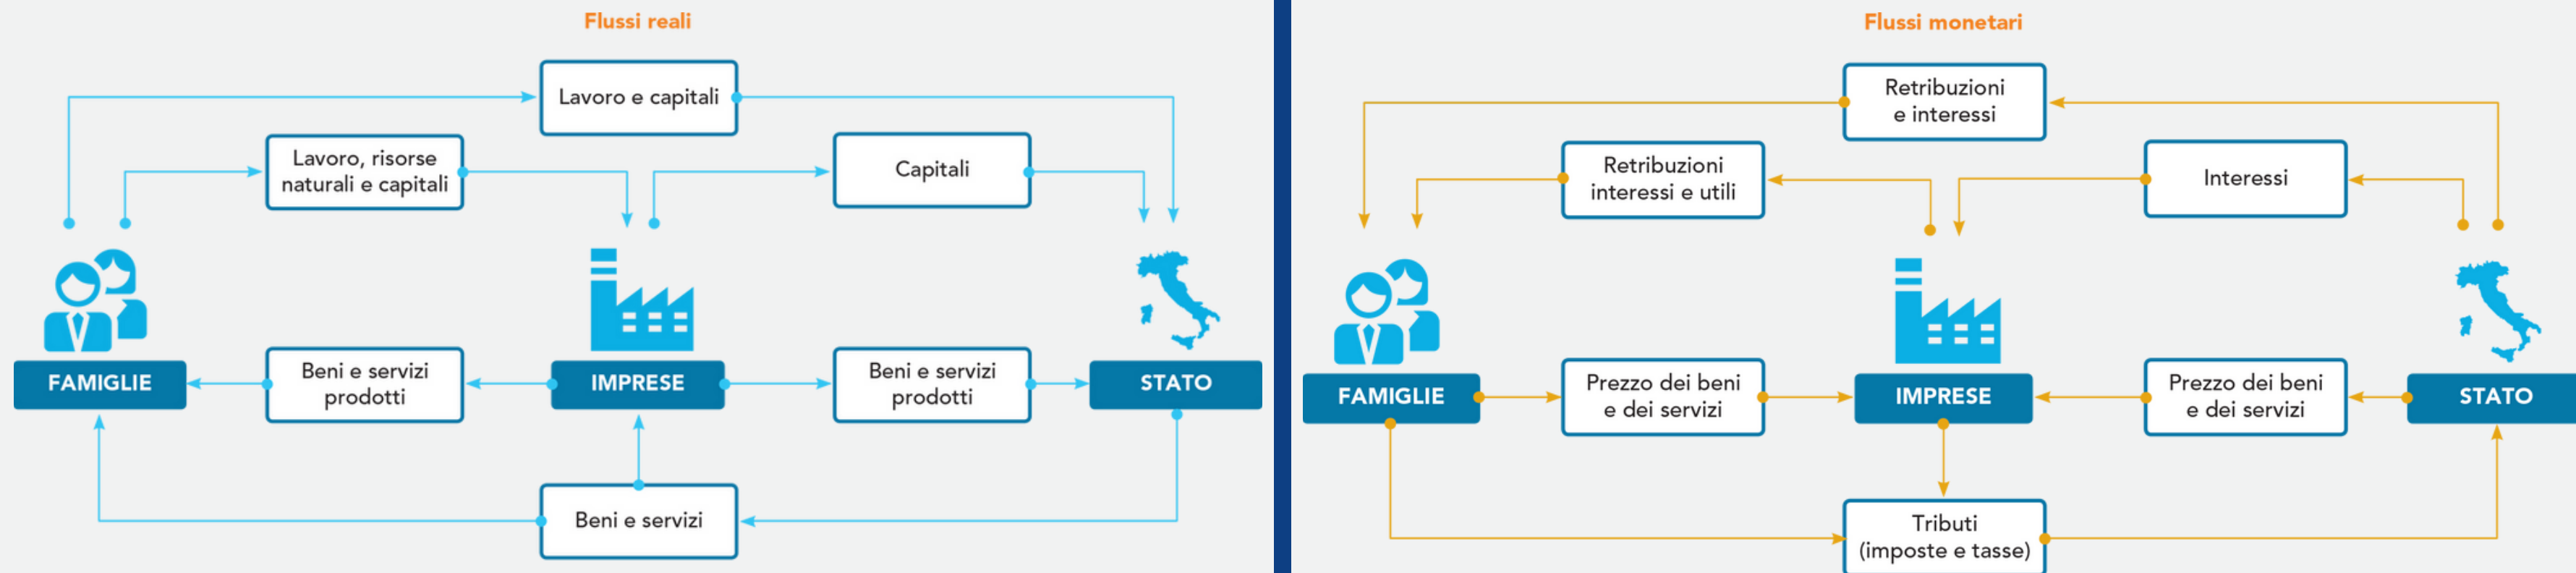 Flussi reali
Lavoro e capitali
Lavoro, risorse
naturali e capitali
Capitali
FAMIGLIE
Beni e servizi
prodotti
IMPRESE
Beni e servizi
prodotti
STATO
Beni e servizi
Flussi monetari
Retribuzioni
e interessi
Retribuzioni
interessi e utili
Interessi
FAMIGLIE
Prezzo dei beni
e dei servizi
IMPRESE
Prezzo dei beni
e dei servizi
STATO
Tributi
(imposte e tasse)